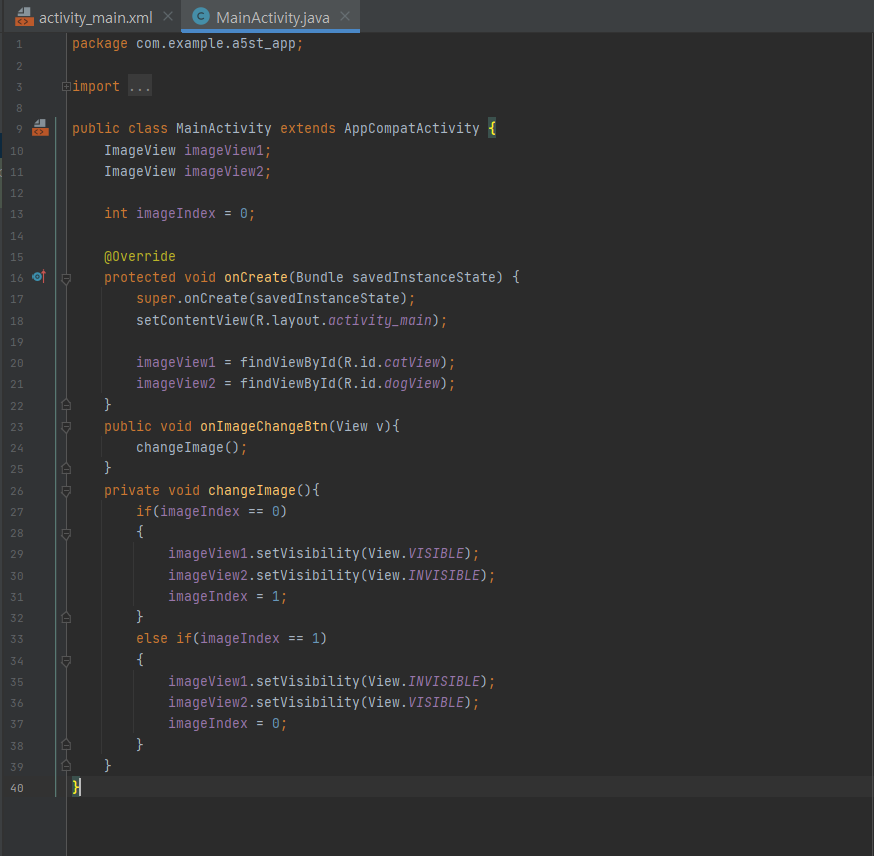 activity_main.xml MainActivity.java
1 package com.example.a5st_app;
2
3 import ...
8
9 public class MainActivity extends AppCompatActivity {
10 ImageView imageView1;
11 ImageView imageView2;
12
13 int imageIndex = 0;
14
15 @Override
16 protected void onCreate(Bundle savedInstanceState) {
17 super.onCreate(savedInstanceState);
18 setContentView(R.layout.activity_main);
19
20 imageView1 = findViewById(R.id.catView);
21 imageView2 = findViewById(R.id.dogView);
22 }
23 public void onImageChangeBtn(View v){
24 changeImage();
25 }
26 private void changeImage(){
27 if(imageIndex == 0)
28 {
29 imageView1.setVisibility(View.VISIBLE);
30 imageView2.setVisibility(View.INVISIBLE);
31 imageIndex = 1;
32 }
33 else if(imageIndex == 1)
34 {
35 imageView1.setVisibility(View.INVISIBLE);
36 imageView2.setVisibility(View.VISIBLE);
37 imageIndex = 0;
38 }
39 }
40 }